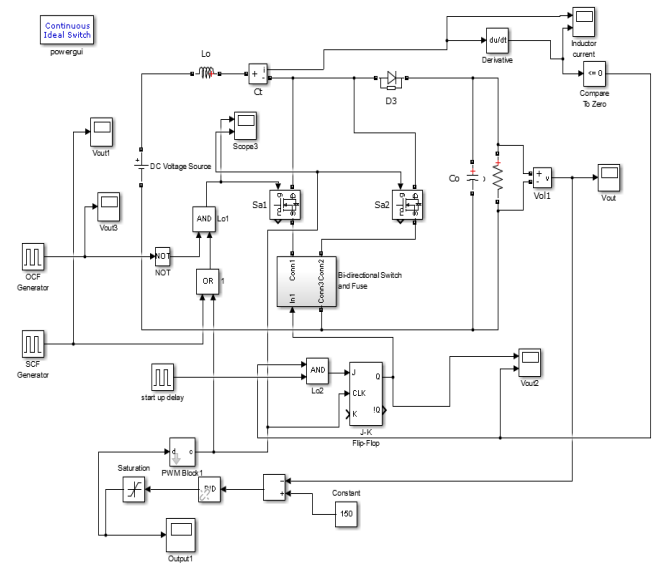 Continuous
Ideal Switch
powergui
Lo
+ i
-
Ct
du/dt
Derivative
Inductor
current
<= 0
Compare
To Zero
D3
Vout1
Scope3
+
DC Voltage Source
Sa1
Sa2
Co
+
-
v
Vol1
Vout
Vout3
AND
Lo1
OCF
Generator
NOT
NOT
OR
1
Conn1
Conn2
In1
Conn3
Bi-directional Switch
and Fuse
SCF
Generator
start up delay
AND
Lo2
J
Q
CLK
K
!Q
J-K
Flip-Flop
Vout2
d
c
PWM Block1
Saturation
PID
-
+
Constant
150
Output1